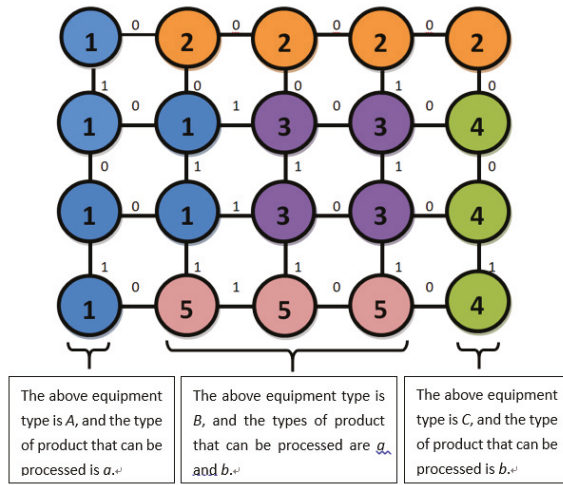 0 0 0 0
1 2 2 2 2
1 0 0 1 0
0 1 0 0
1 1 3 3 4
0 1 1 1 0
0 1 0 0
1 1 3 3 4
1 1 1 1 1
0 1 0 0
1 5 5 5 4
The above equipment
type is A, and the type
of product that can be
processed is a.↵
The above equipment type is
B, and the types of product
that can be processed are a
and b.↵
The above equipment
type is C, and the type
of product that can be
processed is b.↵